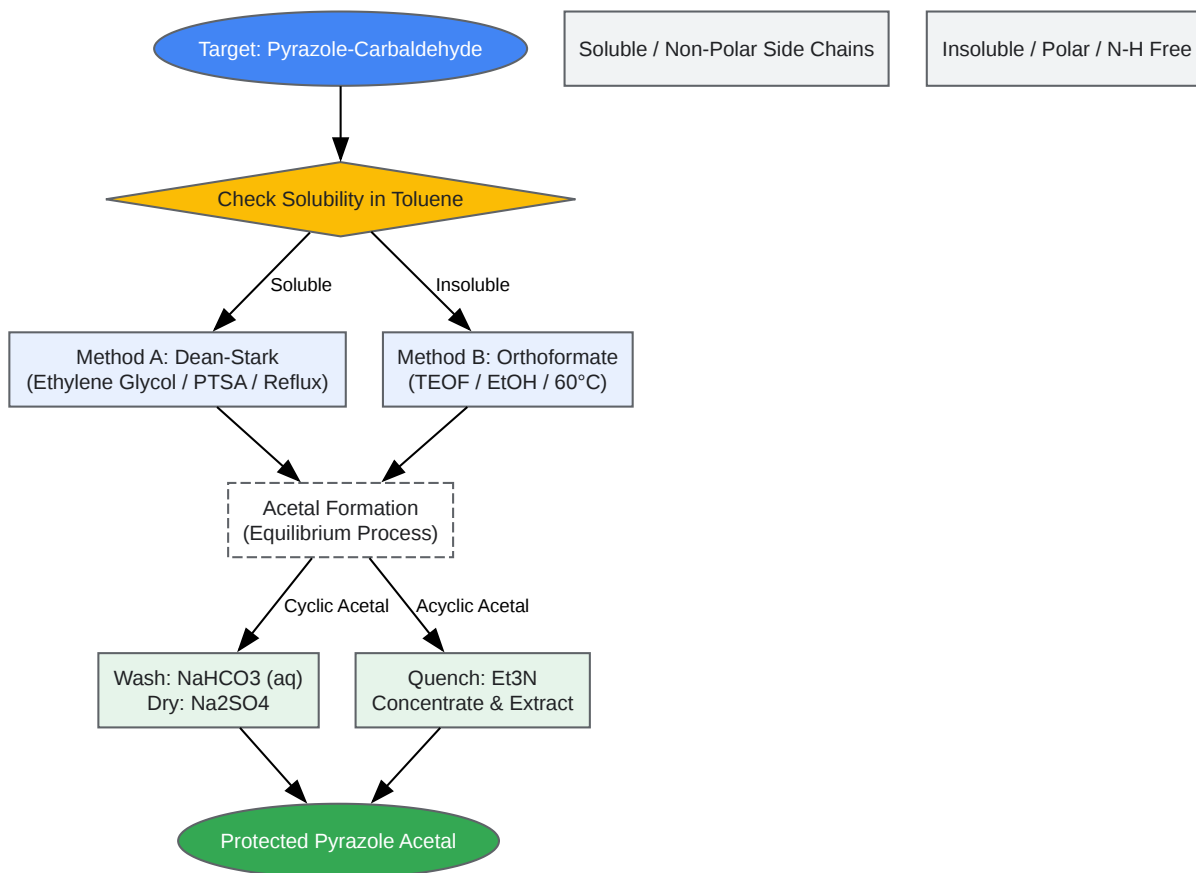 Target: Pyrazole-Carbaldehyde
Soluble / Non-Polar Side Chains
Insoluble / Polar / N-H Free
Check Solubility in Toluene
Soluble
Insoluble
Method A: Dean-Stark
(Ethylene Glycol / PTSA / Reflux)
Method B: Orthoformate
(TEOF / EtOH / 60°C)
Acetal Formation
(Equilibrium Process)
Cyclic Acetal
Acyclic Acetal
Wash: NaHCO3 (aq)
Dry: Na2SO4
Quench: Et3N
Concentrate & Extract
Protected Pyrazole Acetal